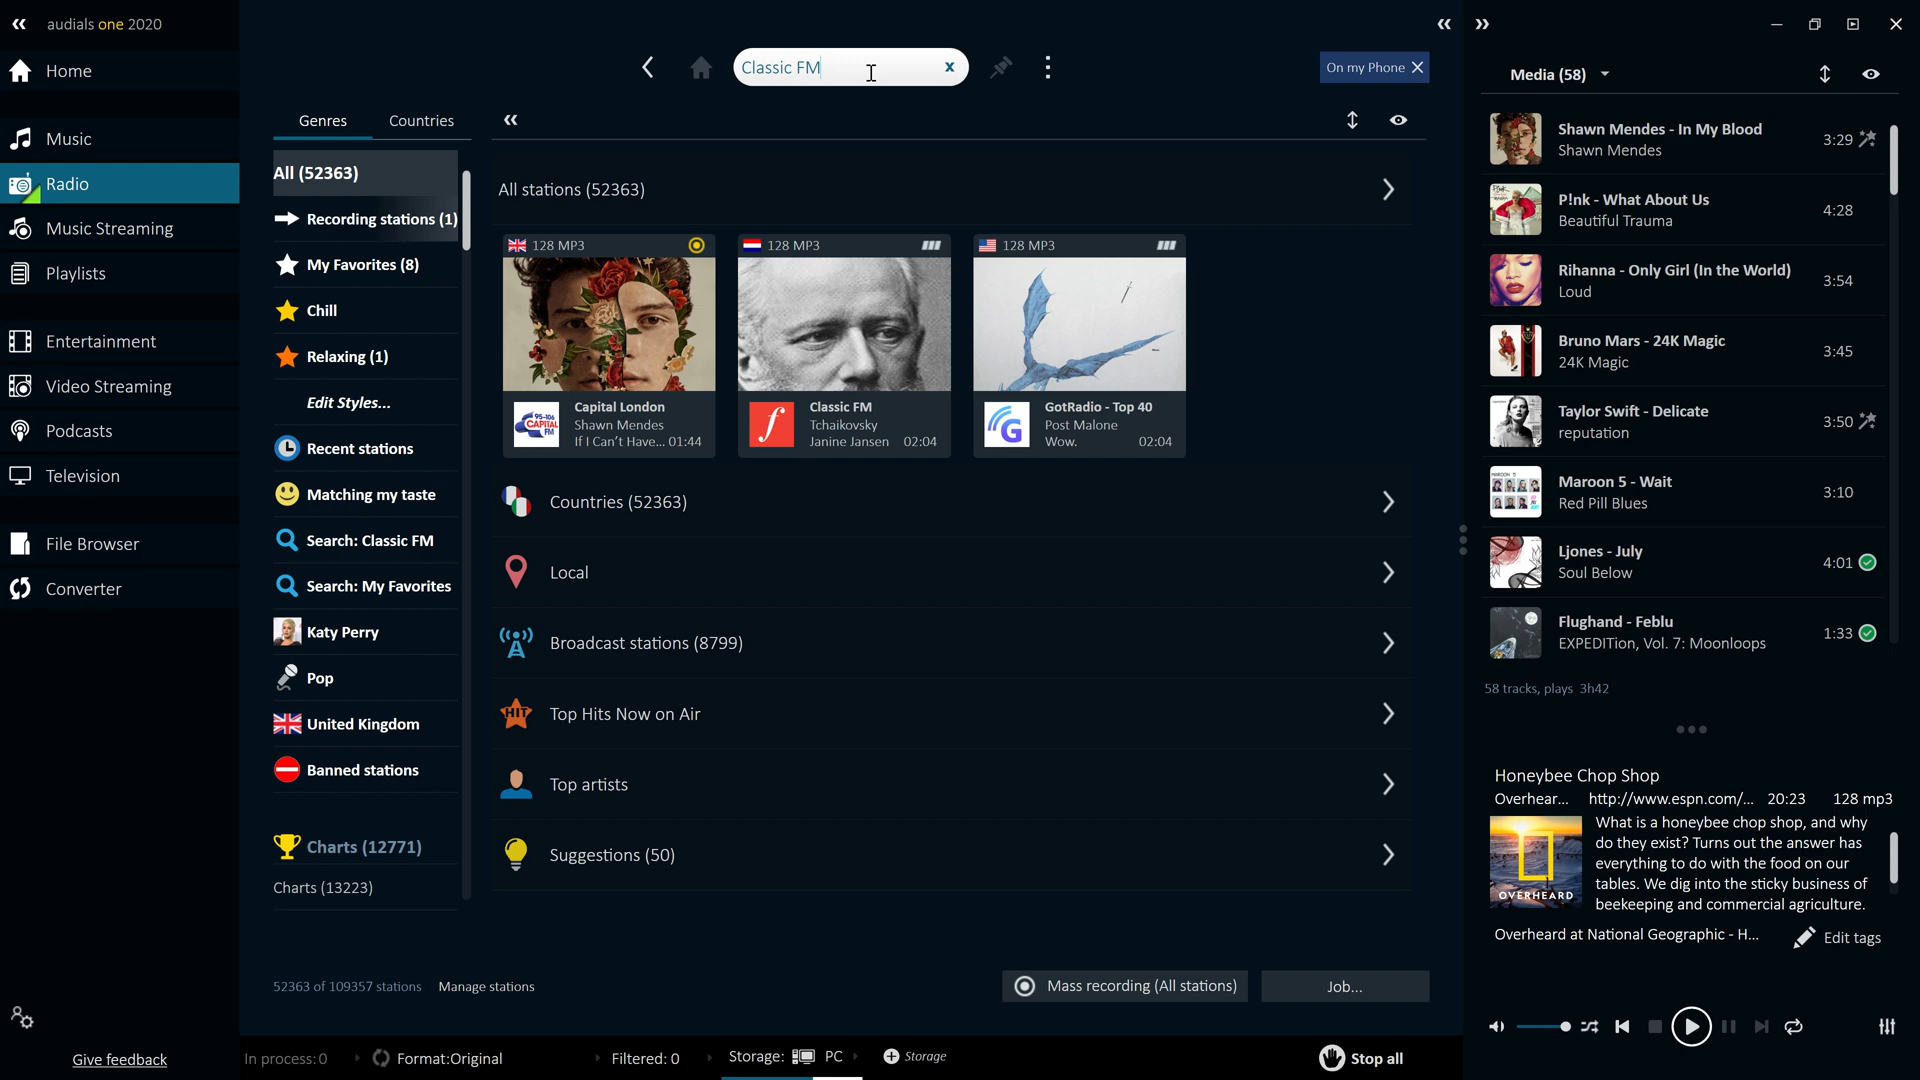 audials one 2020
Home
Music
Radio
Music Streaming
Playlists
Entertainment
Video Streaming
Podcasts
Television
File Browser
Converter
Give feedback
Classic FM
x
On my Phone
Genres
Countries
All (52363)
Recording stations (1)
My Favorites (8)
Chill
Relaxing (1)
Edit Styles...
Recent stations
Matching my taste
Search: Classic FM
Search: My Favorites
Katy Perry
Pop
United Kingdom
Banned stations
Charts (12771)
Charts (13223)
All stations (52363)
128 MP3
95-106
CAPITAL
FM
Capital London
Shawn Mendes
If I Can't Have... 01:44
128 MP3
Classic FM
Tchaikovsky
Janine Jansen 02:04
128 MP3
GotRadio - Top 40
Post Malone
Wow. 02:04
Countries (52363)
Local
Broadcast stations (8799)
HIT
Top Hits Now on Air
Top artists
Suggestions (50)
52363 of 109357 stations
Manage stations
Mass recording (All stations)
Job...
In process: 0
Format:Original
Filtered: 0
Storage:
PC
Storage
Stop all
Media (58)
Shawn Mendes - In My Blood
Shawn Mendes
3:29
P!nk - What About Us
Beautiful Trauma
4:28
Rihanna - Only Girl (In the World)
Loud
3:54
Bruno Mars - 24K Magic
24K Magic
3:45
Taylor Swift - Delicate
reputation
3:50
Maroon 5 - Wait
Red Pill Blues
3:10
Ljones - July
Soul Below
4:01
Flughand - Feblu
EXPEDITion, Vol. 7: Moonloops
1:33
58 tracks, plays 3h42
Honeybee Chop Shop
Overhear... http://www.espn.com/... 20:23 128 mp3
OVERHEARD
What is a honeybee chop shop, and why
do they exist? Turns out the answer has
everything to do with the food on our
tables. We dig into the sticky business of
beekeeping and commercial agriculture.
Overheard at National Geographic - H...
Edit tags